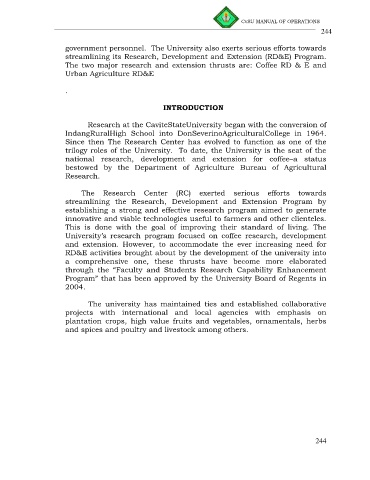 CvSU MANUAL OF OPERATIONS
244
government personnel. The University also exerts serious efforts towards
streamlining its Research, Development and Extension (RD&E) Program.
The two major research and extension thrusts are: Coffee RD & E and
Urban Agriculture RD&E
.
INTRODUCTION
Research at the CaviteStateUniversity began with the conversion of
IndangRuralHigh School into DonSeverinoAgriculturalCollege in 1964.
Since then The Research Center has evolved to function as one of the
trilogy roles of the University. To date, the University is the seat of the
national research, development and extension for coffee–a status
bestowed by the Department of Agriculture Bureau of Agricultural
Research.
The Research Center (RC) exerted serious efforts towards
streamlining the Research, Development and Extension Program by
establishing a strong and effective research program aimed to generate
innovative and viable technologies useful to farmers and other clienteles.
This is done with the goal of improving their standard of living. The
University's research program focused on coffee research, development
and extension. However, to accommodate the ever increasing need for
RD&E activities brought about by the development of the university into
a comprehensive one, these thrusts have become more elaborated
through the “Faculty and Students Research Capability Enhancement
Program” that has been approved by the University Board of Regents in
2004.
The university has maintained ties and established collaborative
projects with international and local agencies with emphasis on
plantation crops, high value fruits and vegetables, ornamentals, herbs
and spices and poultry and livestock among others.
244